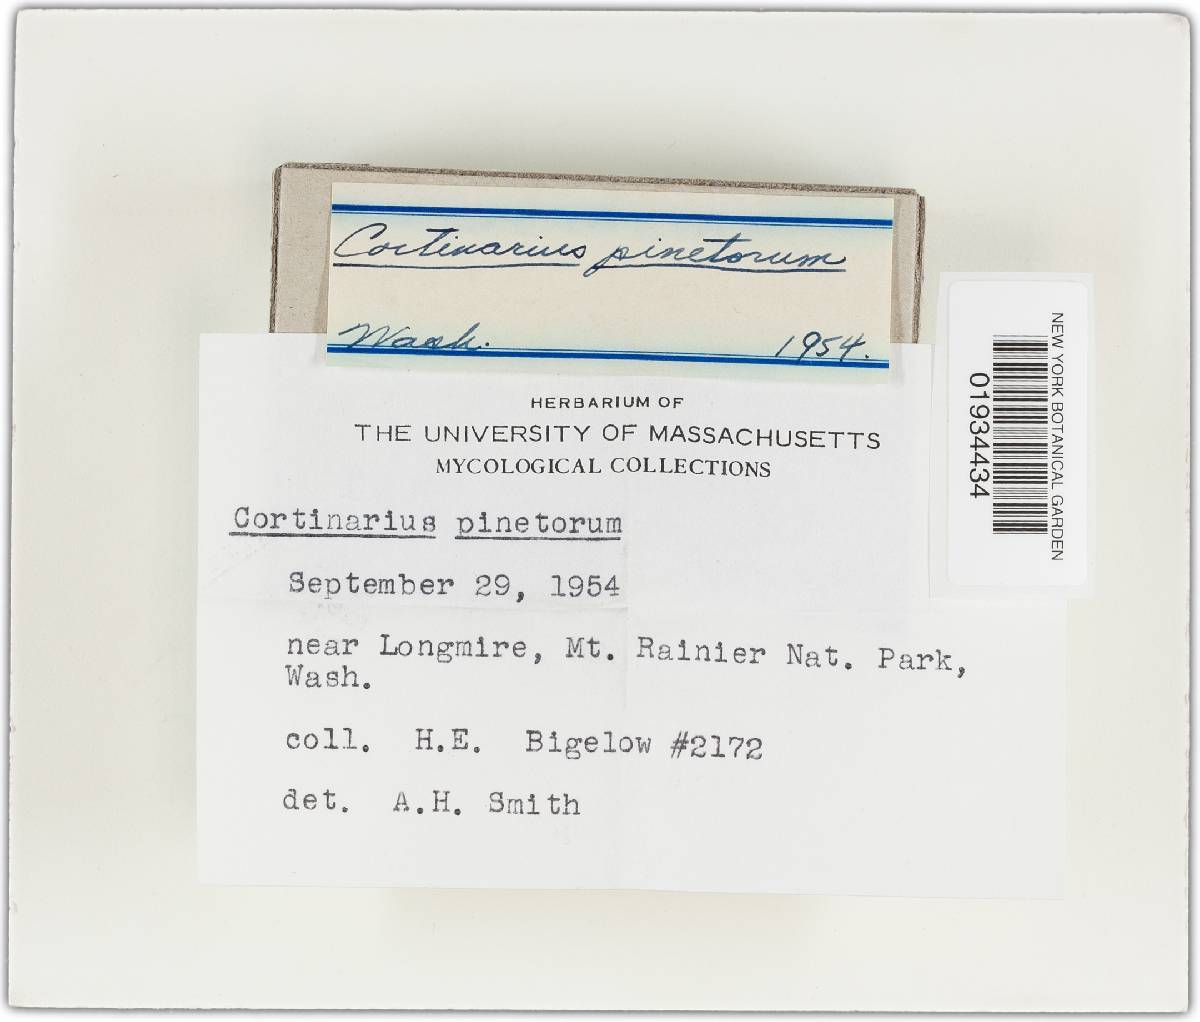 Cortinarius pinetorum
Wash. 1954.
HERBARIUM OF
THE UNIVERSITY OF MASSACHUSETTS
MYCOLOGICAL COLLECTIONS
Cortinarius pinetorum
September 29, 1954
near Longmire, Mt. Rainier Nat. Park,
Wash.
coll. H.E. Bigelow #2172
det. A.H. Smith
NEW YORK BOTANICAL GARDEN
01934434